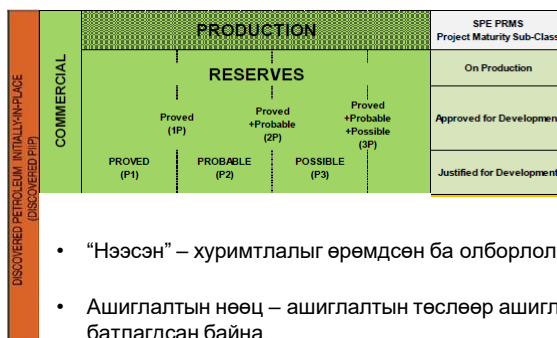 DISCOVERED PETROLEUM INITIALLY-IN-PLACE
(DISCOVERED PIIP)
COMMERCIAL
PRODUCTION
RESERVES
Proved
(1P)
Proved
+Probable
(2P)
Proved
+Probable
+Possible
(3P)
PROVED
(P1)
PROBABLE
(P2)
POSSIBLE
(P3)
SPE PRMS
Project Maturity Sub-Class
On Production
Approved for Development
Justified for Development
• “Нээсэн” – хуримтлалыг өрөмдсөн ба олборлол
• Ашиглалтын нөөц – ашиглалтын төслөөр ашигл
батлагдсан байна